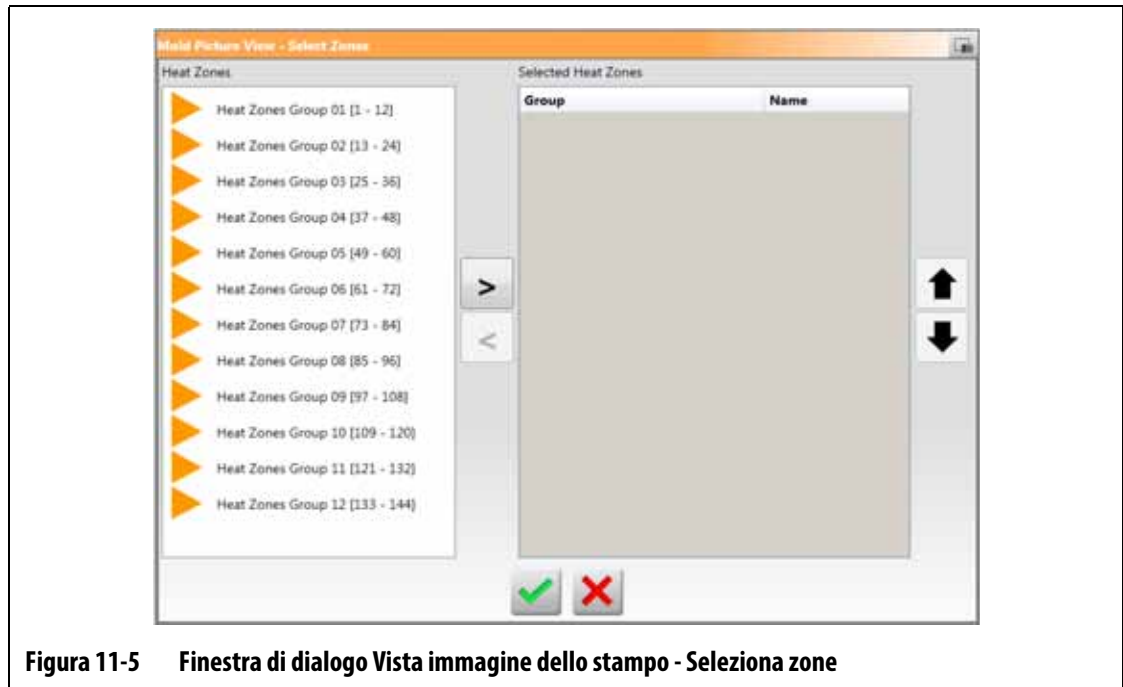 Mold Picture View - Select Zones
Heat Zones
Selected Heat Zones
Group Name
Heat Zones Group 01 [1 - 12]
Heat Zones Group 02 [13 - 24]
Heat Zones Group 03 [25 - 36]
Heat Zones Group 04 [37 - 48]
Heat Zones Group 05 [49 - 60]
Heat Zones Group 06 [61 - 72]
Heat Zones Group 07 [73 - 84]
Heat Zones Group 08 [85 - 96]
Heat Zones Group 09 [97 - 108]
Heat Zones Group 10 [109 - 120]
Heat Zones Group 11 [121 - 132]
Heat Zones Group 12 [133 - 144]
>
<
Figura 11-5 Finestra di dialogo Vista immagine dello stampo - Seleziona zone